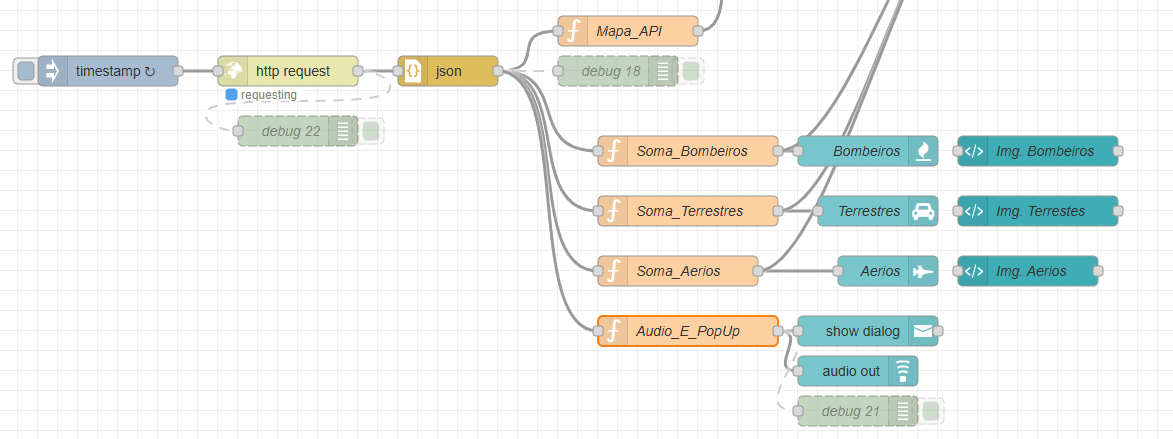 Mapa_API
timestamp ↻
http request
json
debug 18
requesting
debug 22
Soma_Bombeiros
Bombeiros
Img. Bombeiros
Soma_Terrestres
Terrestres
Img. Terrestes
Soma_Aerios
Aerios
Img. Aerios
Audio_E_PopUp
show dialog
audio out
debug 21